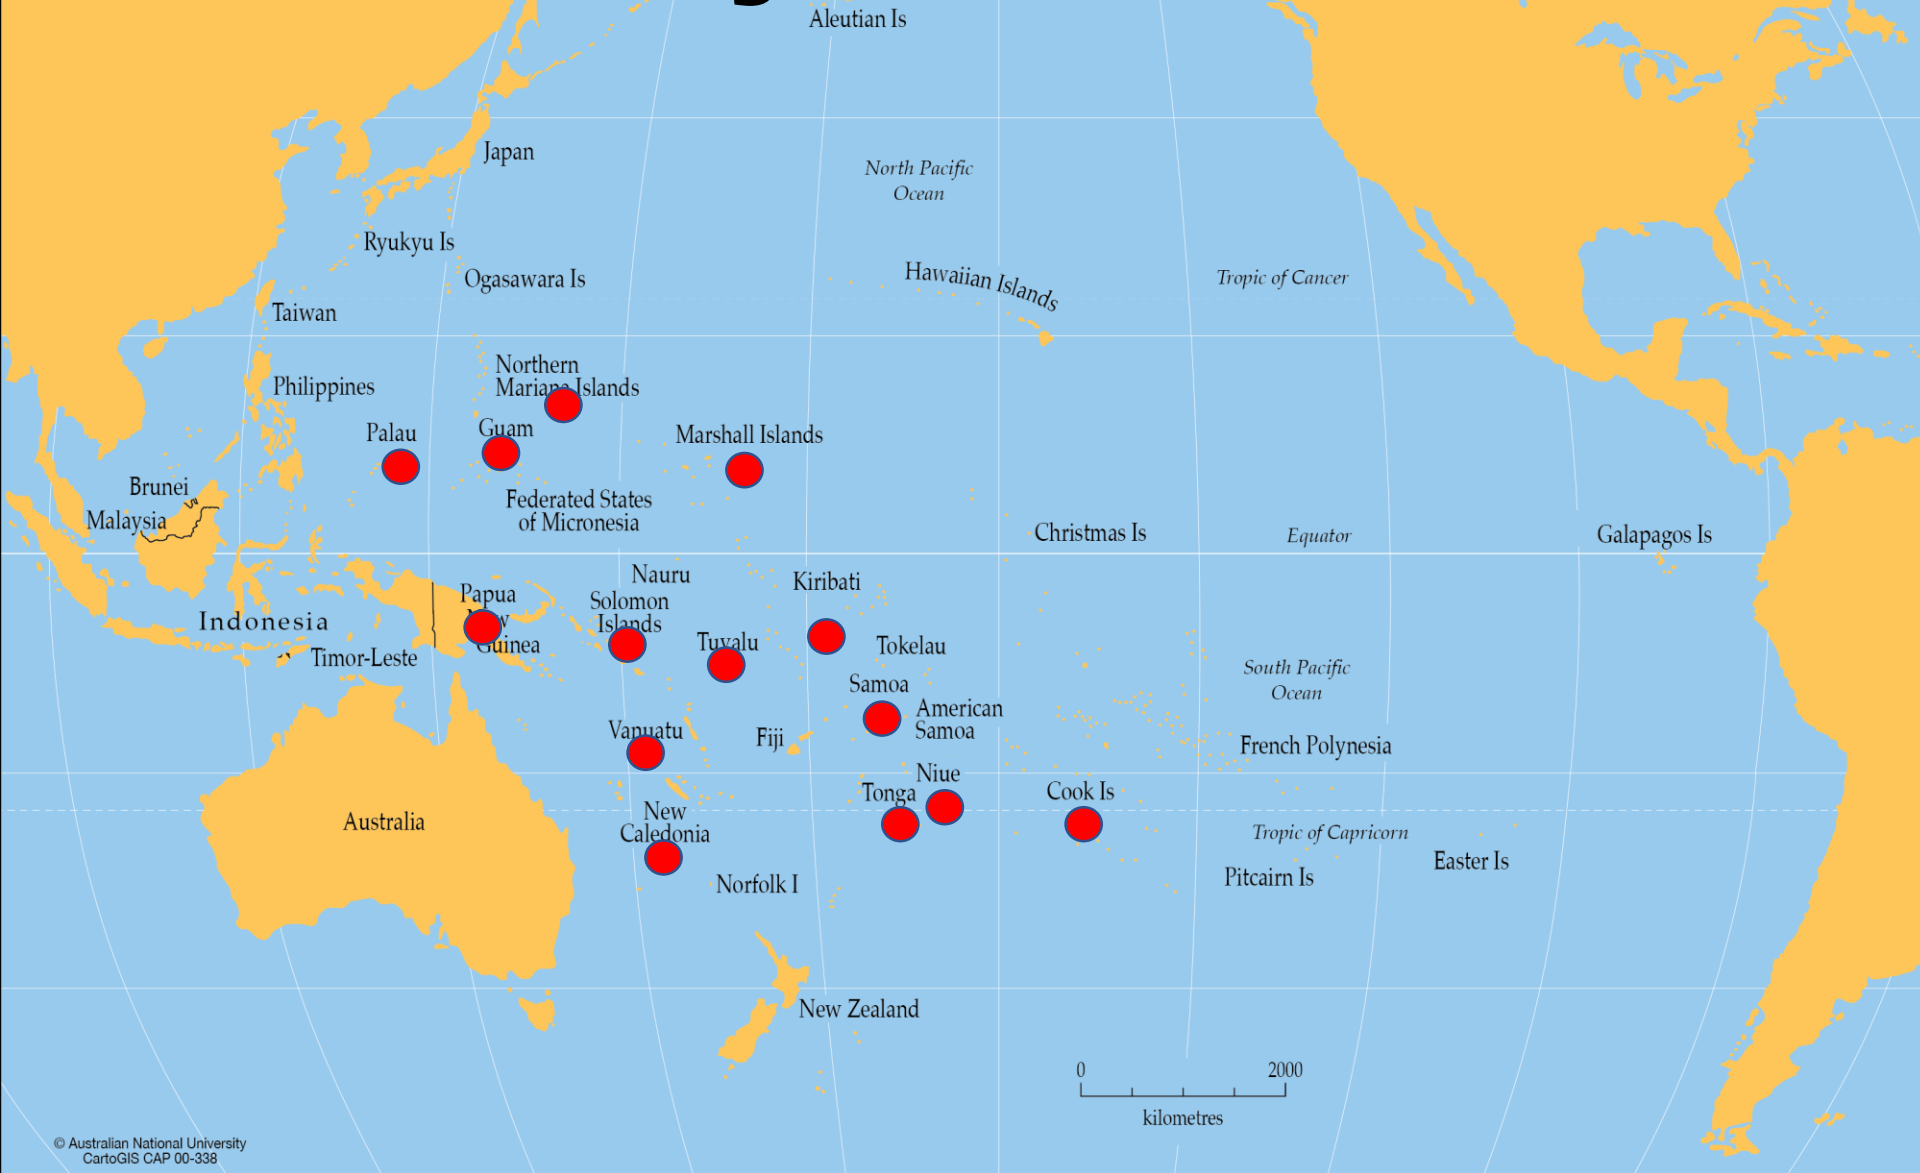 Aleutian Is
Japan
North Pacific
Ocean
Ryukyu Is
Ogasawara Is
Hawaiian Islands
Tropic of Cancer
Taiwan
Northern
Mariana Islands
Philippines
Palau
Guam
Marshall Islands
Brunei
Malaysia
Federated States
of Micronesia
Christmas Is
Equator
Galapagos Is
Nauru
Kiribati
Papua
New
Guinea
Solomon
Islands
Indonesia
Timor-Leste
Tuvalu
Tokelau
Samoa
American
Samoa
South Pacific
Ocean
Vanuatu
Fiji
French Polynesia
Niue
Tonga
Cook Is
New
Caledonia
Australia
Tropic of Capricorn
Easter Is
Pitcairn Is
Norfolk I
New Zealand
0 2000
kilometres
© Australian National University
CartoGIS CAP 00-338